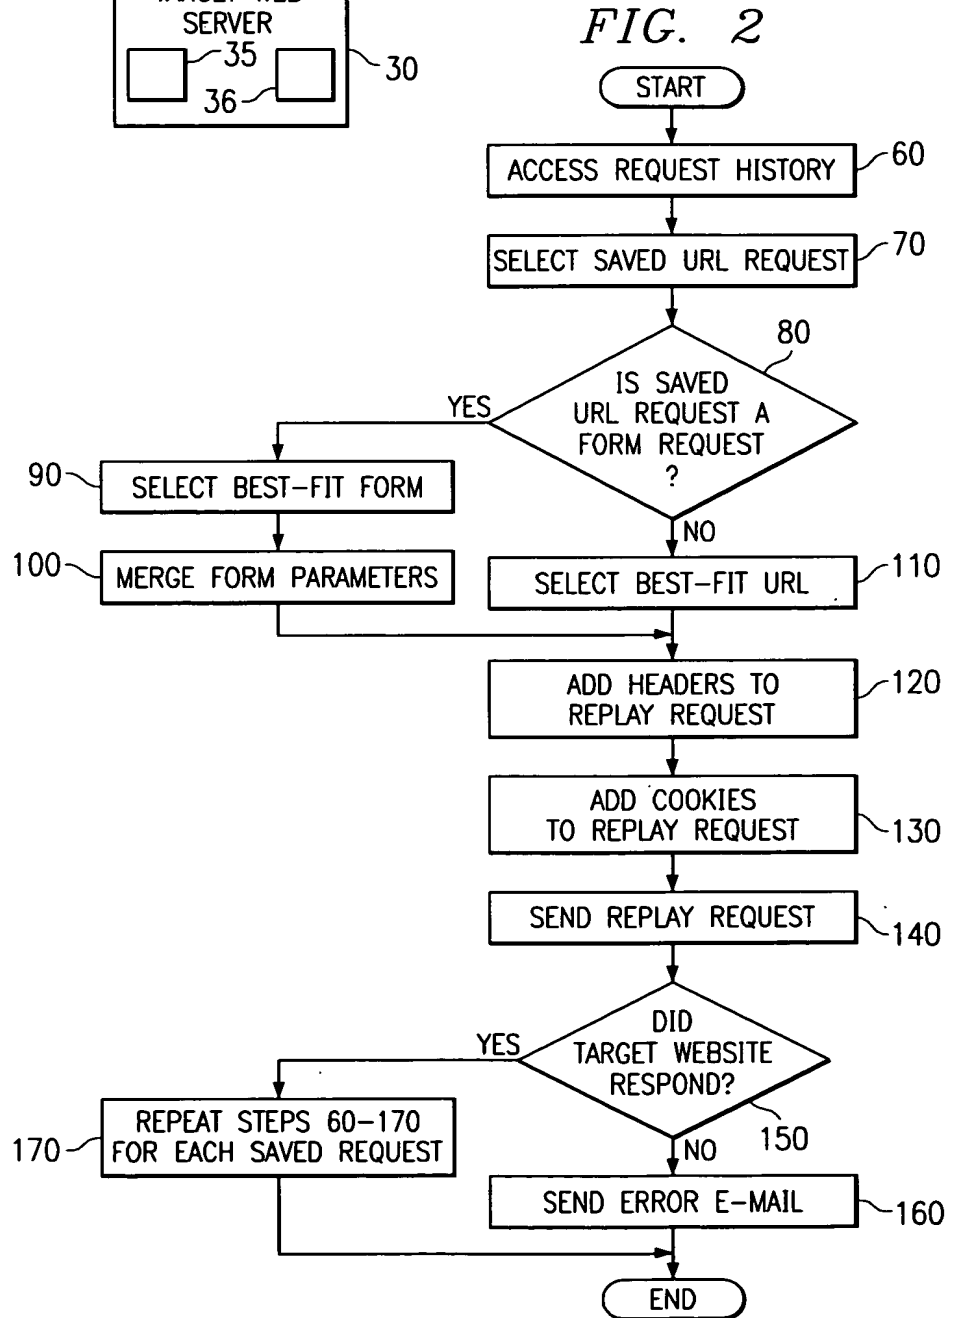 SERVER
35
36
30
FIG. 2
START
ACCESS REQUEST HISTORY
60
SELECT SAVED URL REQUEST
70
80
IS SAVED
URL REQUEST A
FORM REQUEST
?
YES
NO
90
SELECT BEST-FIT FORM
100
MERGE FORM PARAMETERS
SELECT BEST-FIT URL
110
ADD HEADERS TO
REPLAY REQUEST
120
ADD COOKIES
TO REPLAY REQUEST
130
SEND REPLAY REQUEST
140
DID
TARGET WEBSITE
RESPOND?
YES
150
NO
170
REPEAT STEPS 60-170
FOR EACH SAVED REQUEST
SEND ERROR E-MAIL
160
END